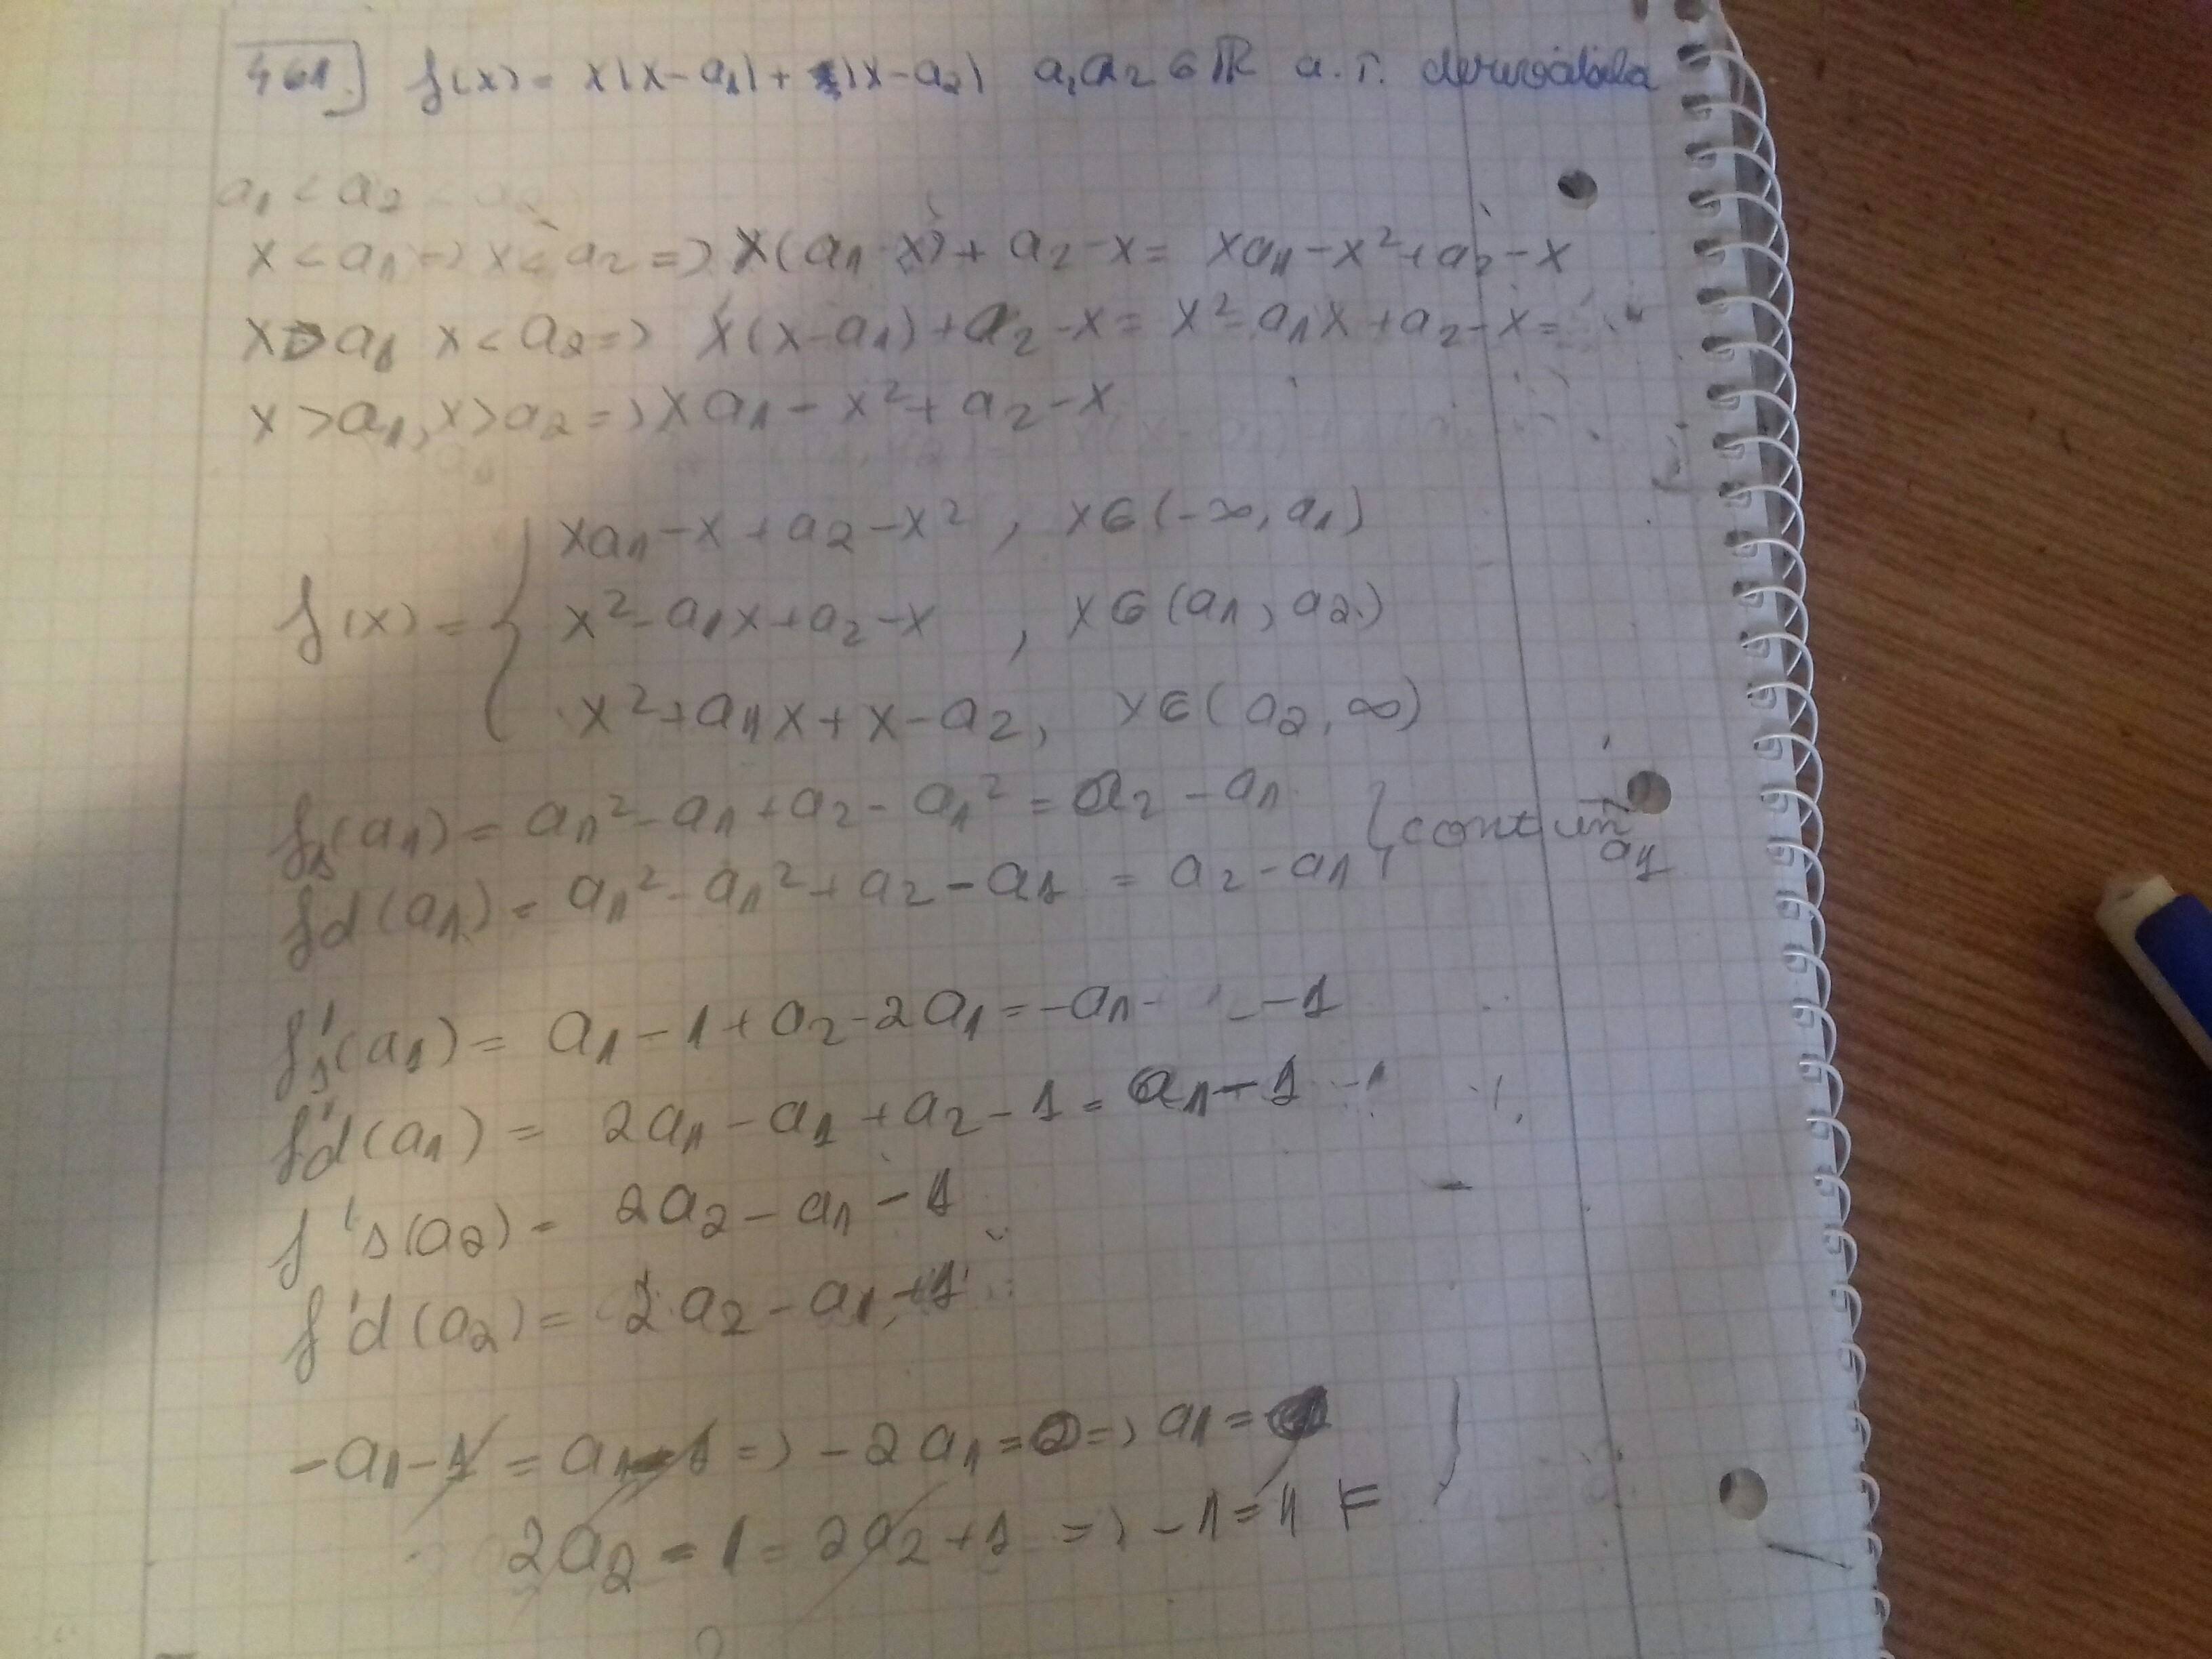 461.] f(x) = x|x-a₁| + |x-a₂| a₁a₂ ∈ ℝ a.î. derivabila
a₁ < a₂
x < a₁ => x < a₂ => x(a₁-x) + a₂-x = xa₁-x²+a₂-x
x > a₁ x < a₂ => x(x-a₁) + a₂-x = x²-a₁x+a₂-x=
x > a₁, x > a₂ => xa₁-x²+a₂-x
xa₁-x+a₂-x², x∈(-∞, a₁)
f(x) = { x²-a₁x+a₂-x , x∈(a₁, a₂)
x²+a₁x+x-a₂, x∈(a₂, ∞)
fs(a₁) = a₁²-a₁+a₂-a₁² = a₂-a₁
} cont in a₁
fd(a₁) = a₁²-a₁²+a₂-a₁ = a₂-a₁
f's(a₁) = a₁-1+a₂-2a₁ = -a₁ - -1
f'd(a₁) = 2a₁-a₁+a₂-1 = a₁-1
f's(a₂) = 2a₂-a₁-1
f'd(a₂) = 2a₂-a₁+1
-a₁-1 = a₁-1 => -2a₁=0 => a₁=
2a₂-1 = 2a₂+1 => -1=1 F